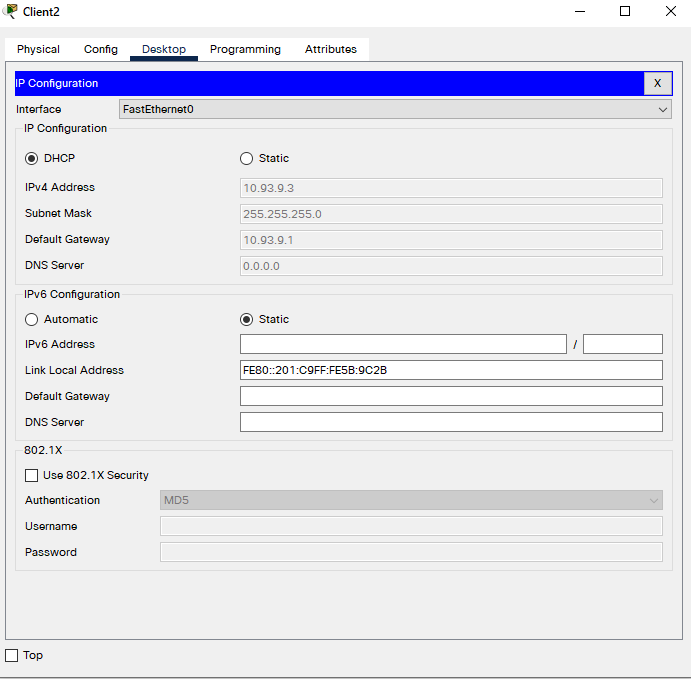 Client2
Physical Config Desktop Programming Attributes
IP Configuration X
Interface FastEthernet0
IP Configuration
DHCP Static
IPv4 Address 10.93.9.3
Subnet Mask 255.255.255.0
Default Gateway 10.93.9.1
DNS Server 0.0.0.0
IPv6 Configuration
Automatic Static
IPv6 Address /
Link Local Address FE80::201:C9FF:FE5B:9C2B
Default Gateway
DNS Server
802.1X
Use 802.1X Security
Authentication MD5
Username
Password
Top